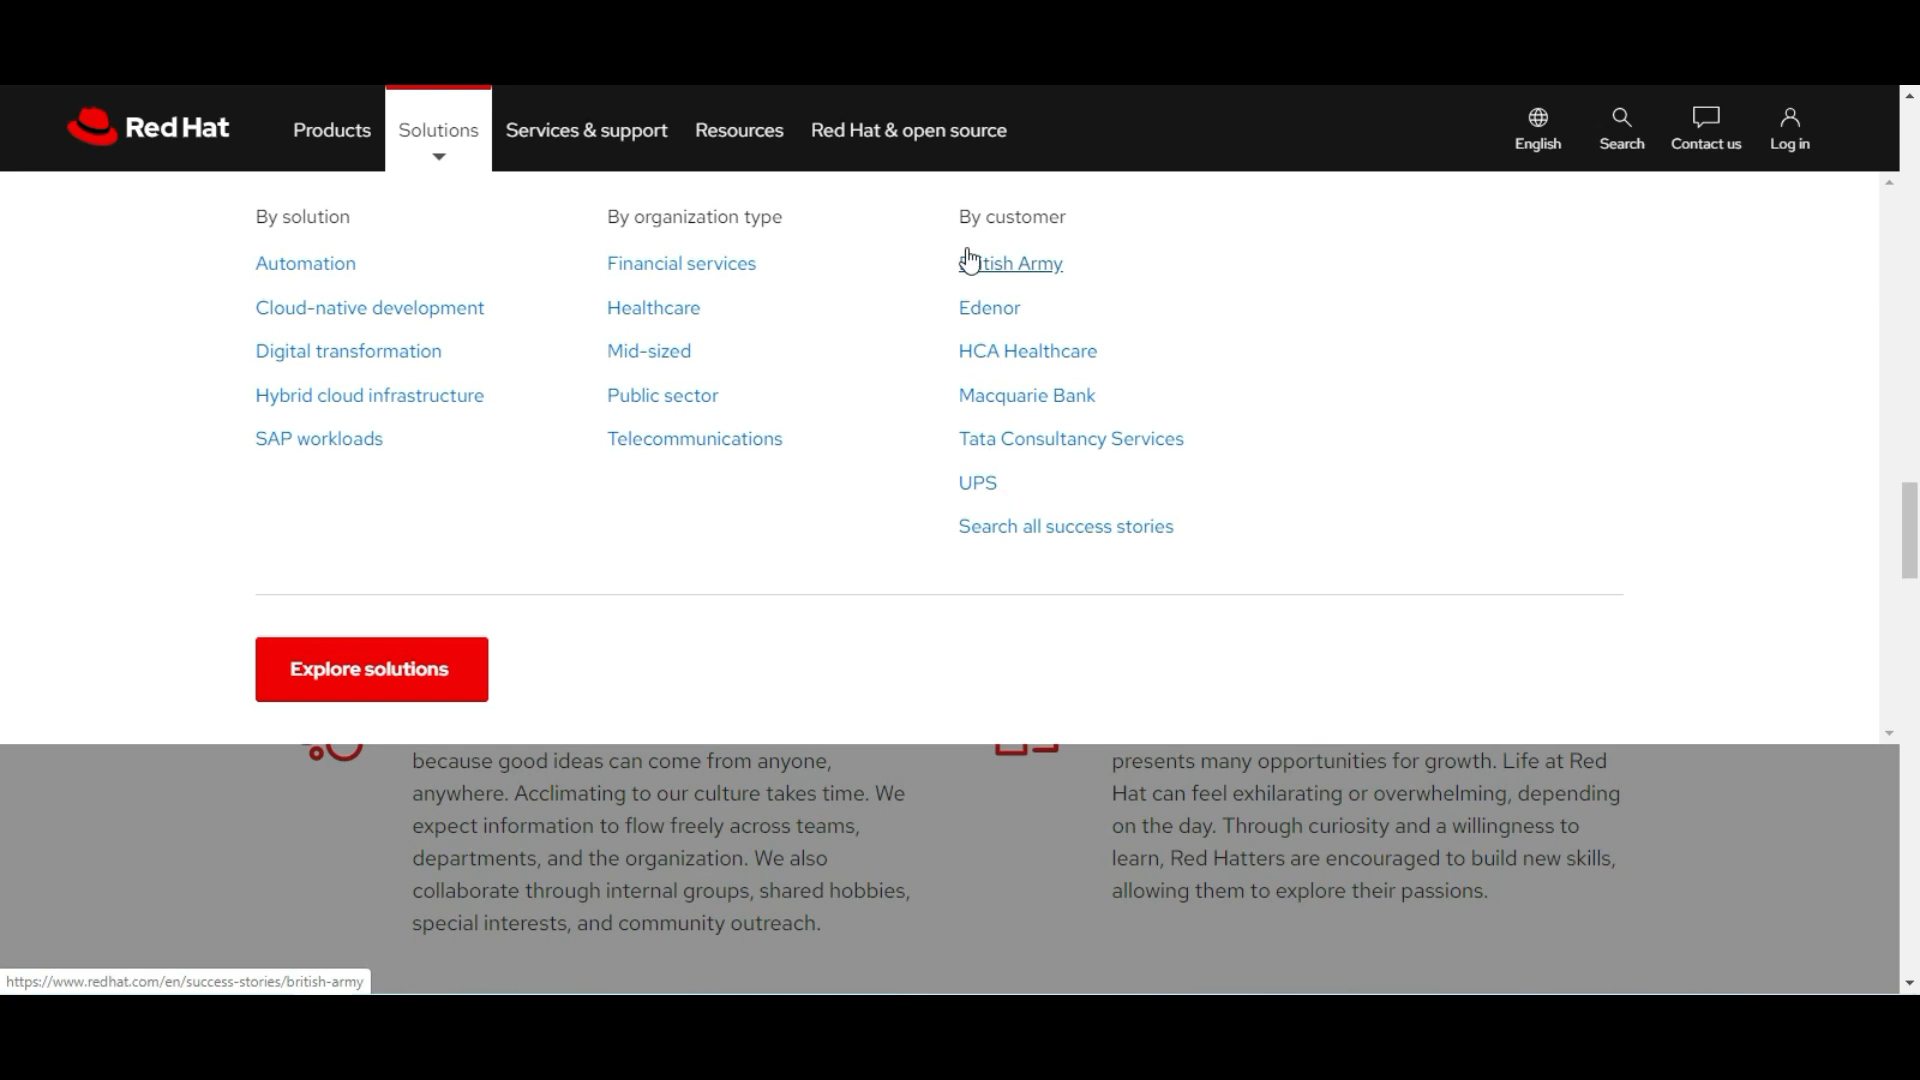 Red Hat
Products
Solutions
Services & support
Resources
Red Hat & open source
English
Search
Contact us
Log in
By solution
Automation
Cloud-native development
Digital transformation
Hybrid cloud infrastructure
SAP workloads
By organization type
Financial services
Healthcare
Mid-sized
Public sector
Telecommunications
By customer
British Army
Edenor
HCA Healthcare
Macquarie Bank
Tata Consultancy Services
UPS
Search all success stories
Explore solutions
because good ideas can come from anyone,
anywhere. Acclimating to our culture takes time. We
expect information to flow freely across teams,
departments, and the organization. We also
collaborate through internal groups, shared hobbies,
special interests, and community outreach.
presents many opportunities for growth. Life at Red
Hat can feel exhilarating or overwhelming, depending
on the day. Through curiosity and a willingness to
learn, Red Hatters are encouraged to build new skills,
allowing them to explore their passions.
https://www.redhat.com/en/success-stories/british-army